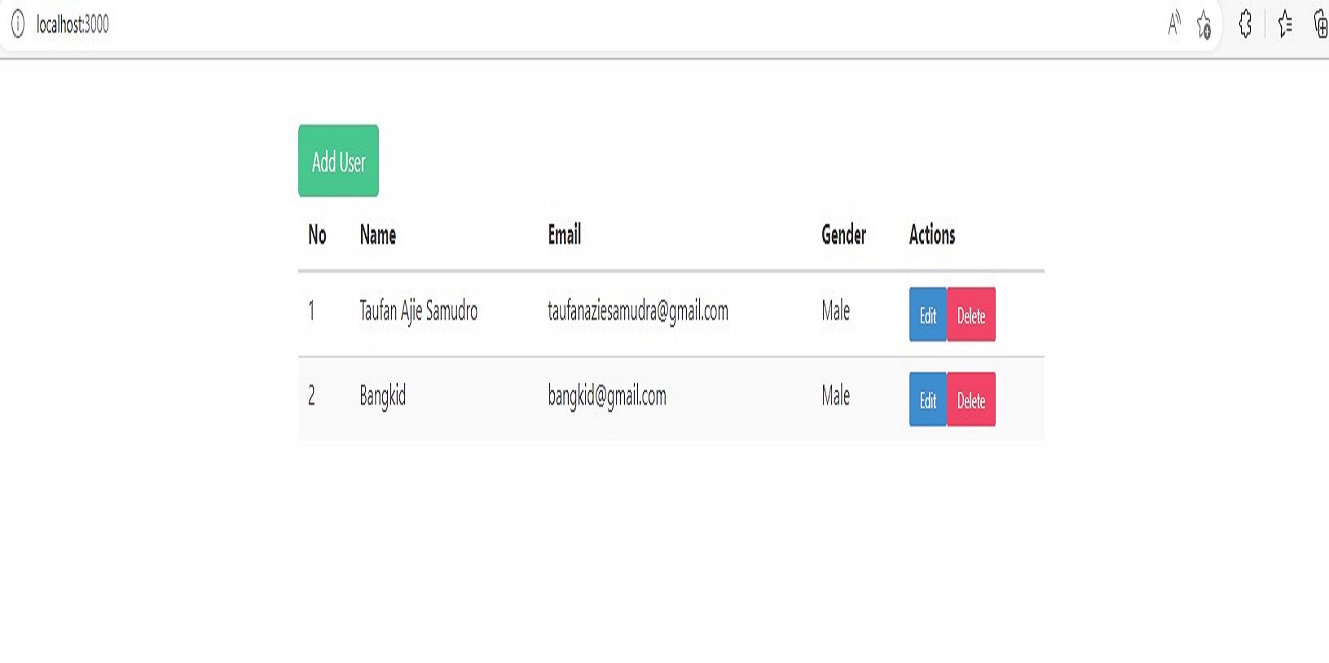 localhost:3000
Add User
No Name Email Gender Actions
1 Taufan Ajie Samudro taufanaziesamudra@gmail.com Male Edit Delete
2 Bangkid bangkid@gmail.com Male Edit Delete